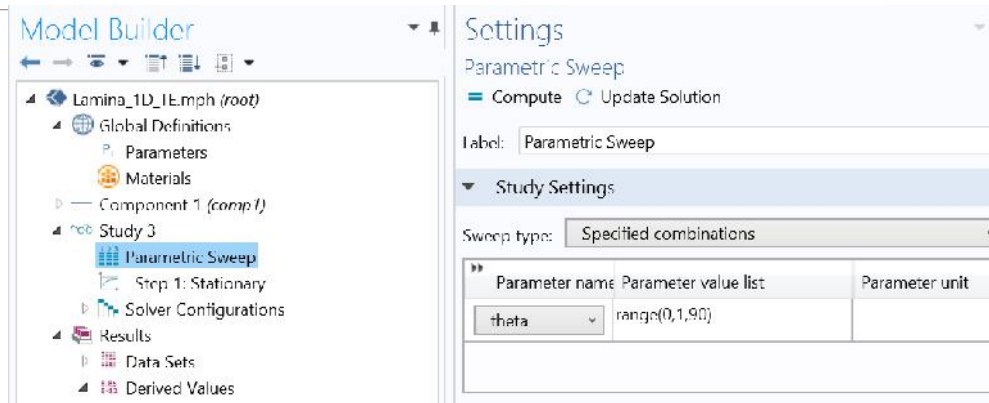 Model Builder
Lamina_1D_TE.mph (root)
Global Definitions
Pi Parameters
Materials
Component 1 (comp1)
Study 3
Parametric Sweep
Step 1: Stationary
Solver Configurations
Results
Data Sets
Derived Values
Settings
Parametric Sweep
= Compute Update Solution
Label: Parametric Sweep
Study Settings
Sweep type: Specified combinations
Parameter name Parameter value list Parameter unit
theta range(0,1,90)